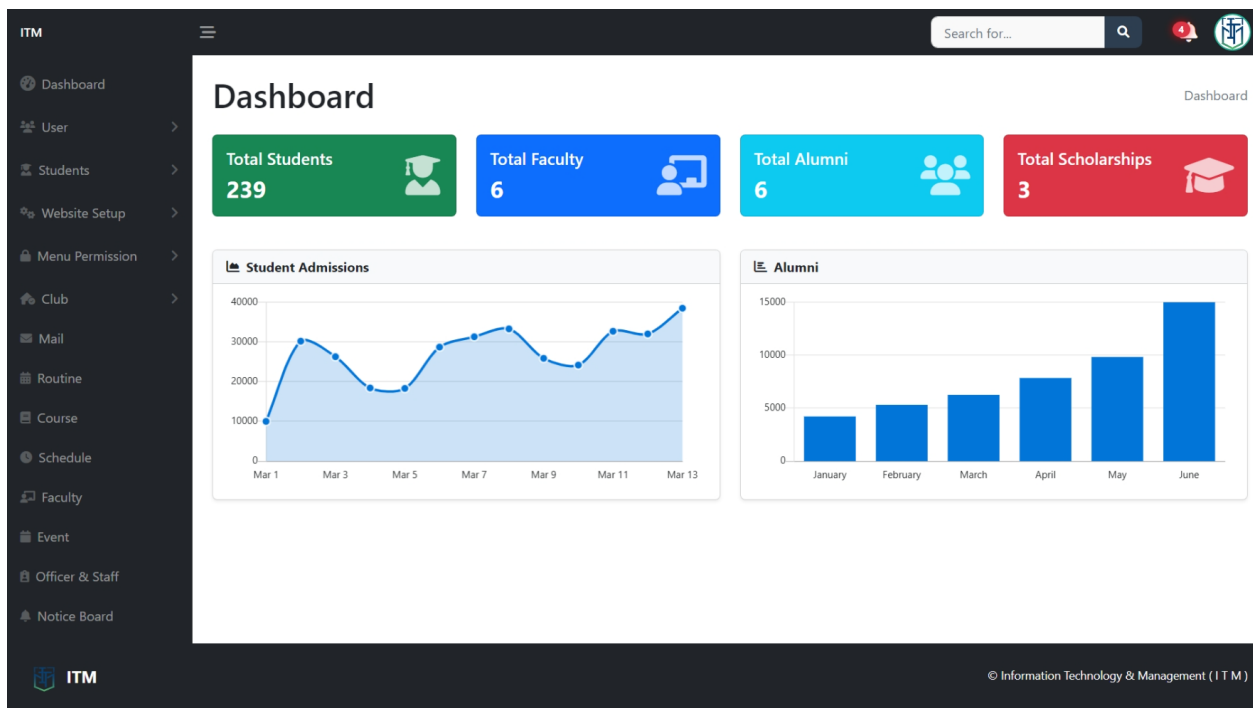 ITM
Search for...
4
Dashboard
User
Students
Website Setup
Menu Permission
Club
Mail
Routine
Course
Schedule
Faculty
Event
Officer & Staff
Notice Board
Dashboard
Dashboard
Total Students
239
Total Faculty
6
Total Alumni
6
Total Scholarships
3
Student Admissions
40000
30000
20000
10000
0
Mar 1 Mar 3 Mar 5 Mar 7 Mar 9 Mar 11 Mar 13
Alumni
15000
10000
5000
0
January February March April May June
ITM
© Information Technology & Management ( I T M )